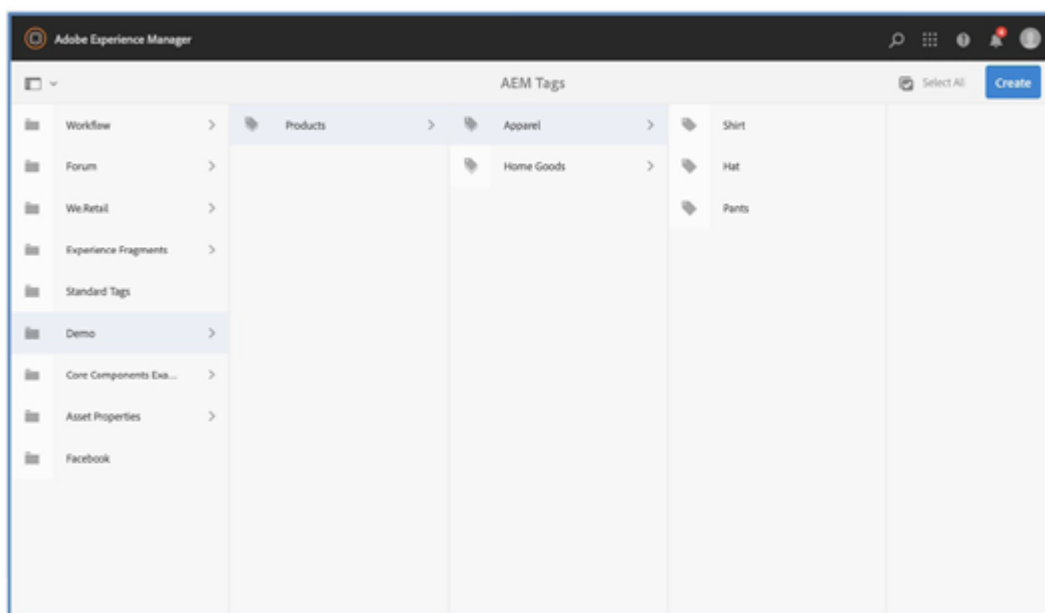 Adobe Experience Manager
4
AEM Tags
Select All
Create
Workflow
Products
Apparel
Shirt
Forum
Home Goods
Hat
We.Retail
Pants
Experience Fragments
Standard Tags
Demo
Core Components Exa...
Asset Properties
Facebook